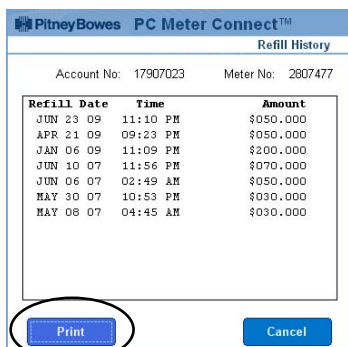 PitneyBowes PC Meter Connect™
Refill History
Account No: 17907023 Meter No: 2807477
Refill Date Time Amount
JUN 23 09 11:10 PM $050.000
APR 21 09 09:23 PM $050.000
JAN 06 09 11:09 PM $200.000
JUN 10 07 11:56 PM $070.000
JUN 06 07 02:49 AM $050.000
MAY 30 07 10:53 PM $030.000
MAY 08 07 04:45 AM $030.000
Print Cancel